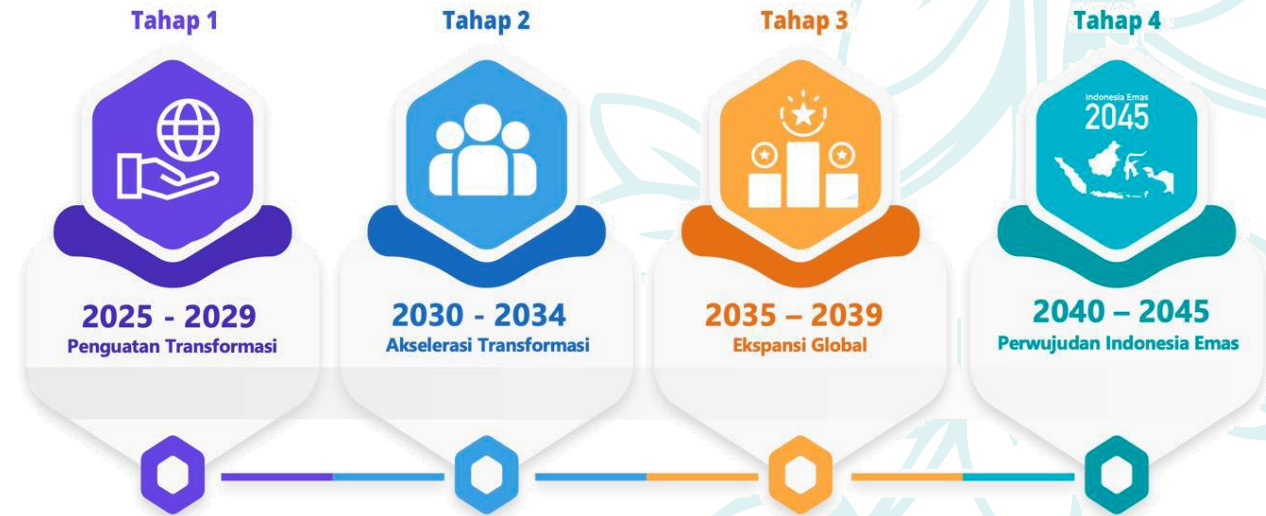 Tahap 1
Tahap 2
Tahap 3
Tahap 4
Indonesia Emas
2045
2025 - 2029
Penguatan Transformasi
2030 - 2034
Akselerasi Transformasi
2035 – 2039
Ekspansi Global
2040 – 2045
Perwujudan Indonesia Emas